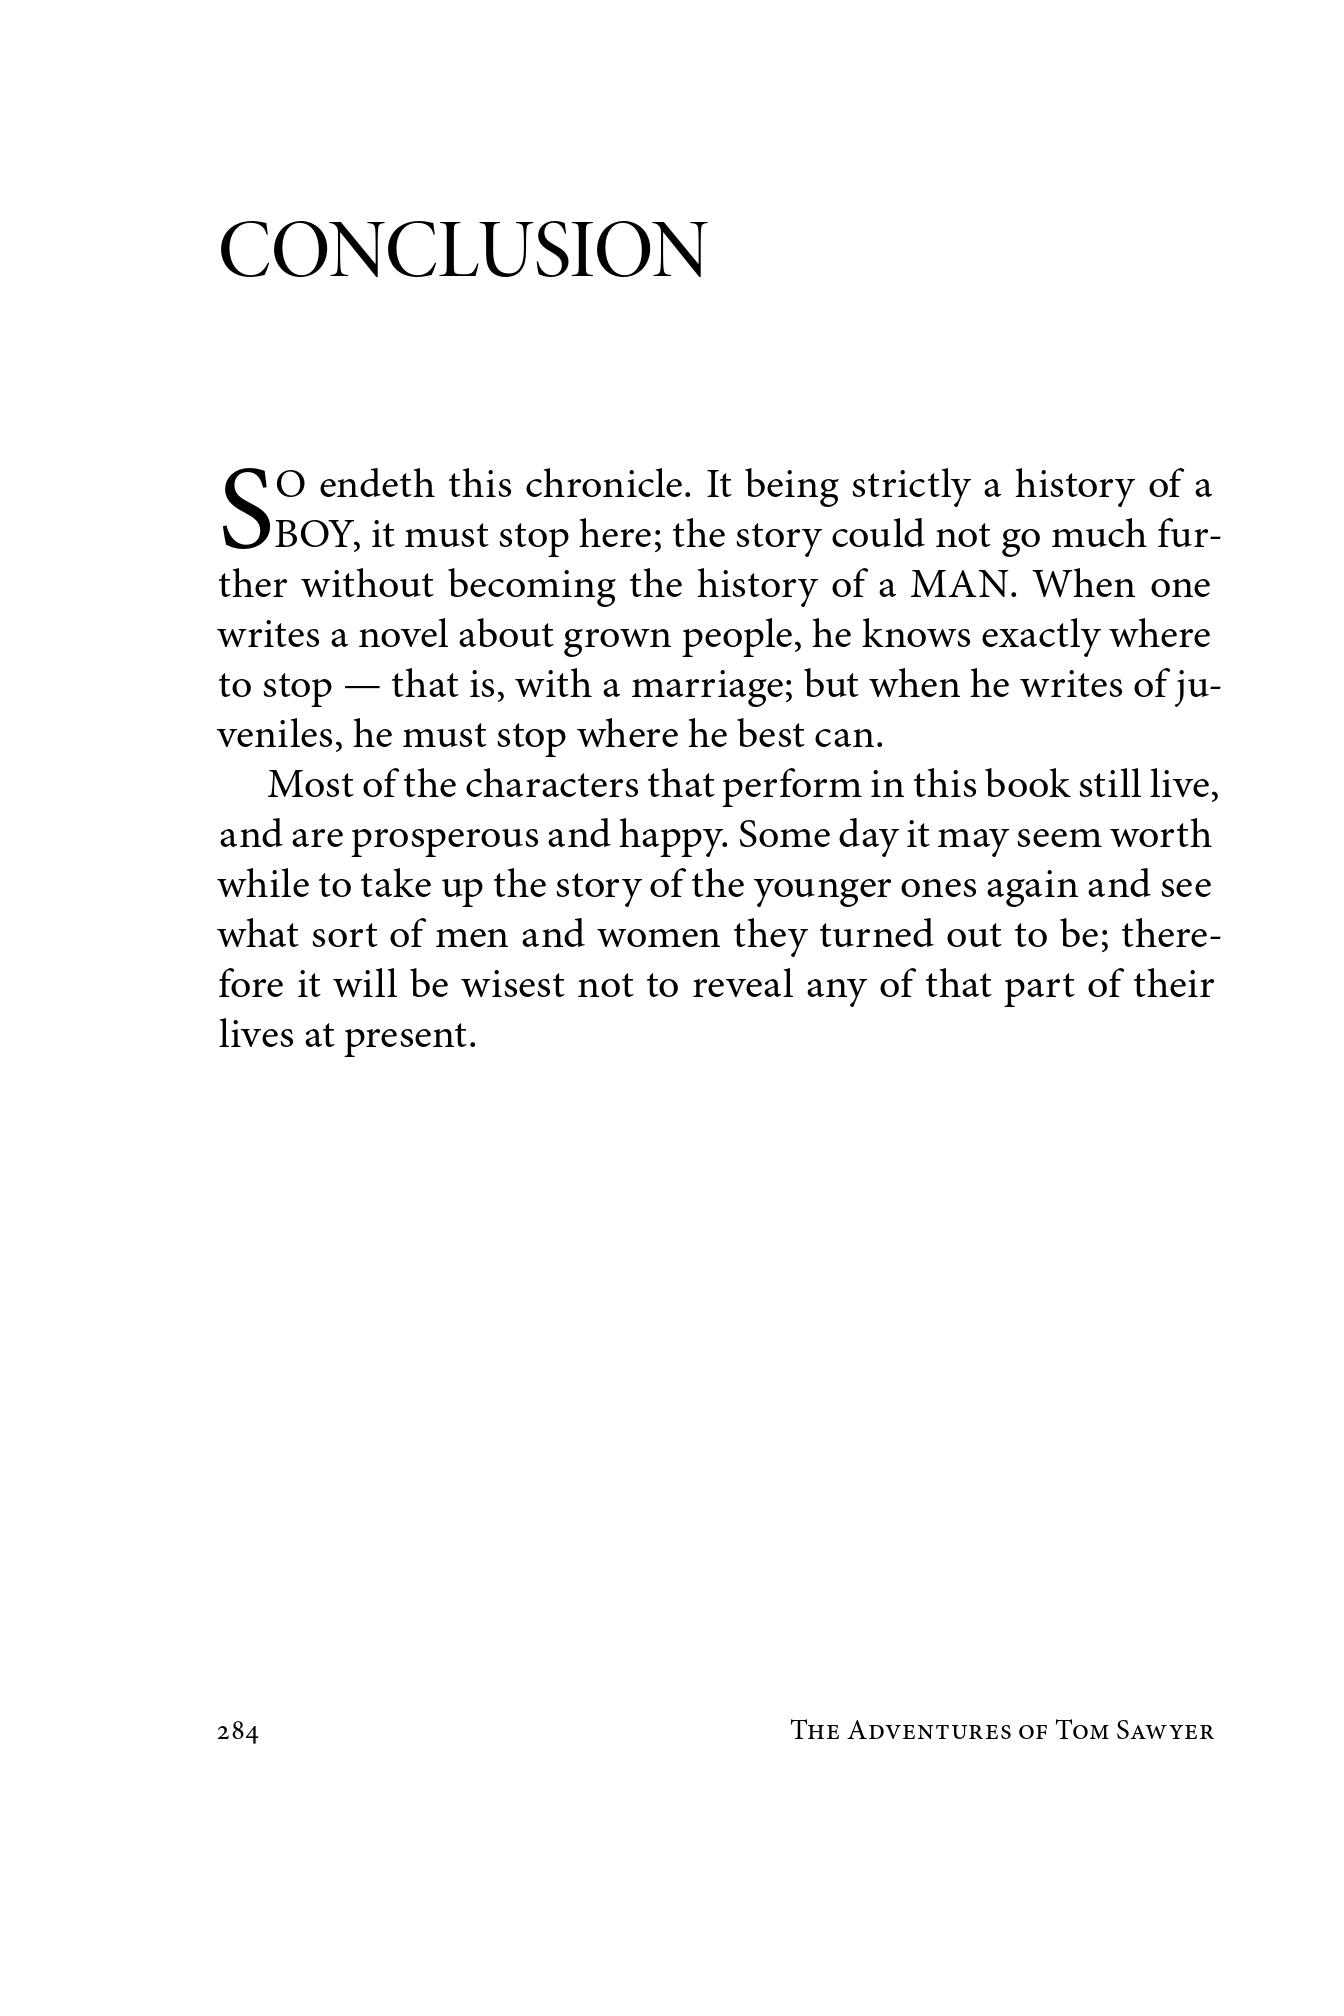 CONCLUSION
SO endeth this chronicle. It being strictly a history of a
BOY, it must stop here; the story could not go much fur-
ther without becoming the history of a MAN. When one
writes a novel about grown people, he knows exactly where
to stop — that is, with a marriage; but when he writes of ju-
veniles, he must stop where he best can.
Most of the characters that perform in this book still live,
and are prosperous and happy. Some day it may seem worth
while to take up the story of the younger ones again and see
what sort of men and women they turned out to be; there-
fore it will be wisest not to reveal any of that part of their
lives at present.
284 The Adventures of Tom Sawyer